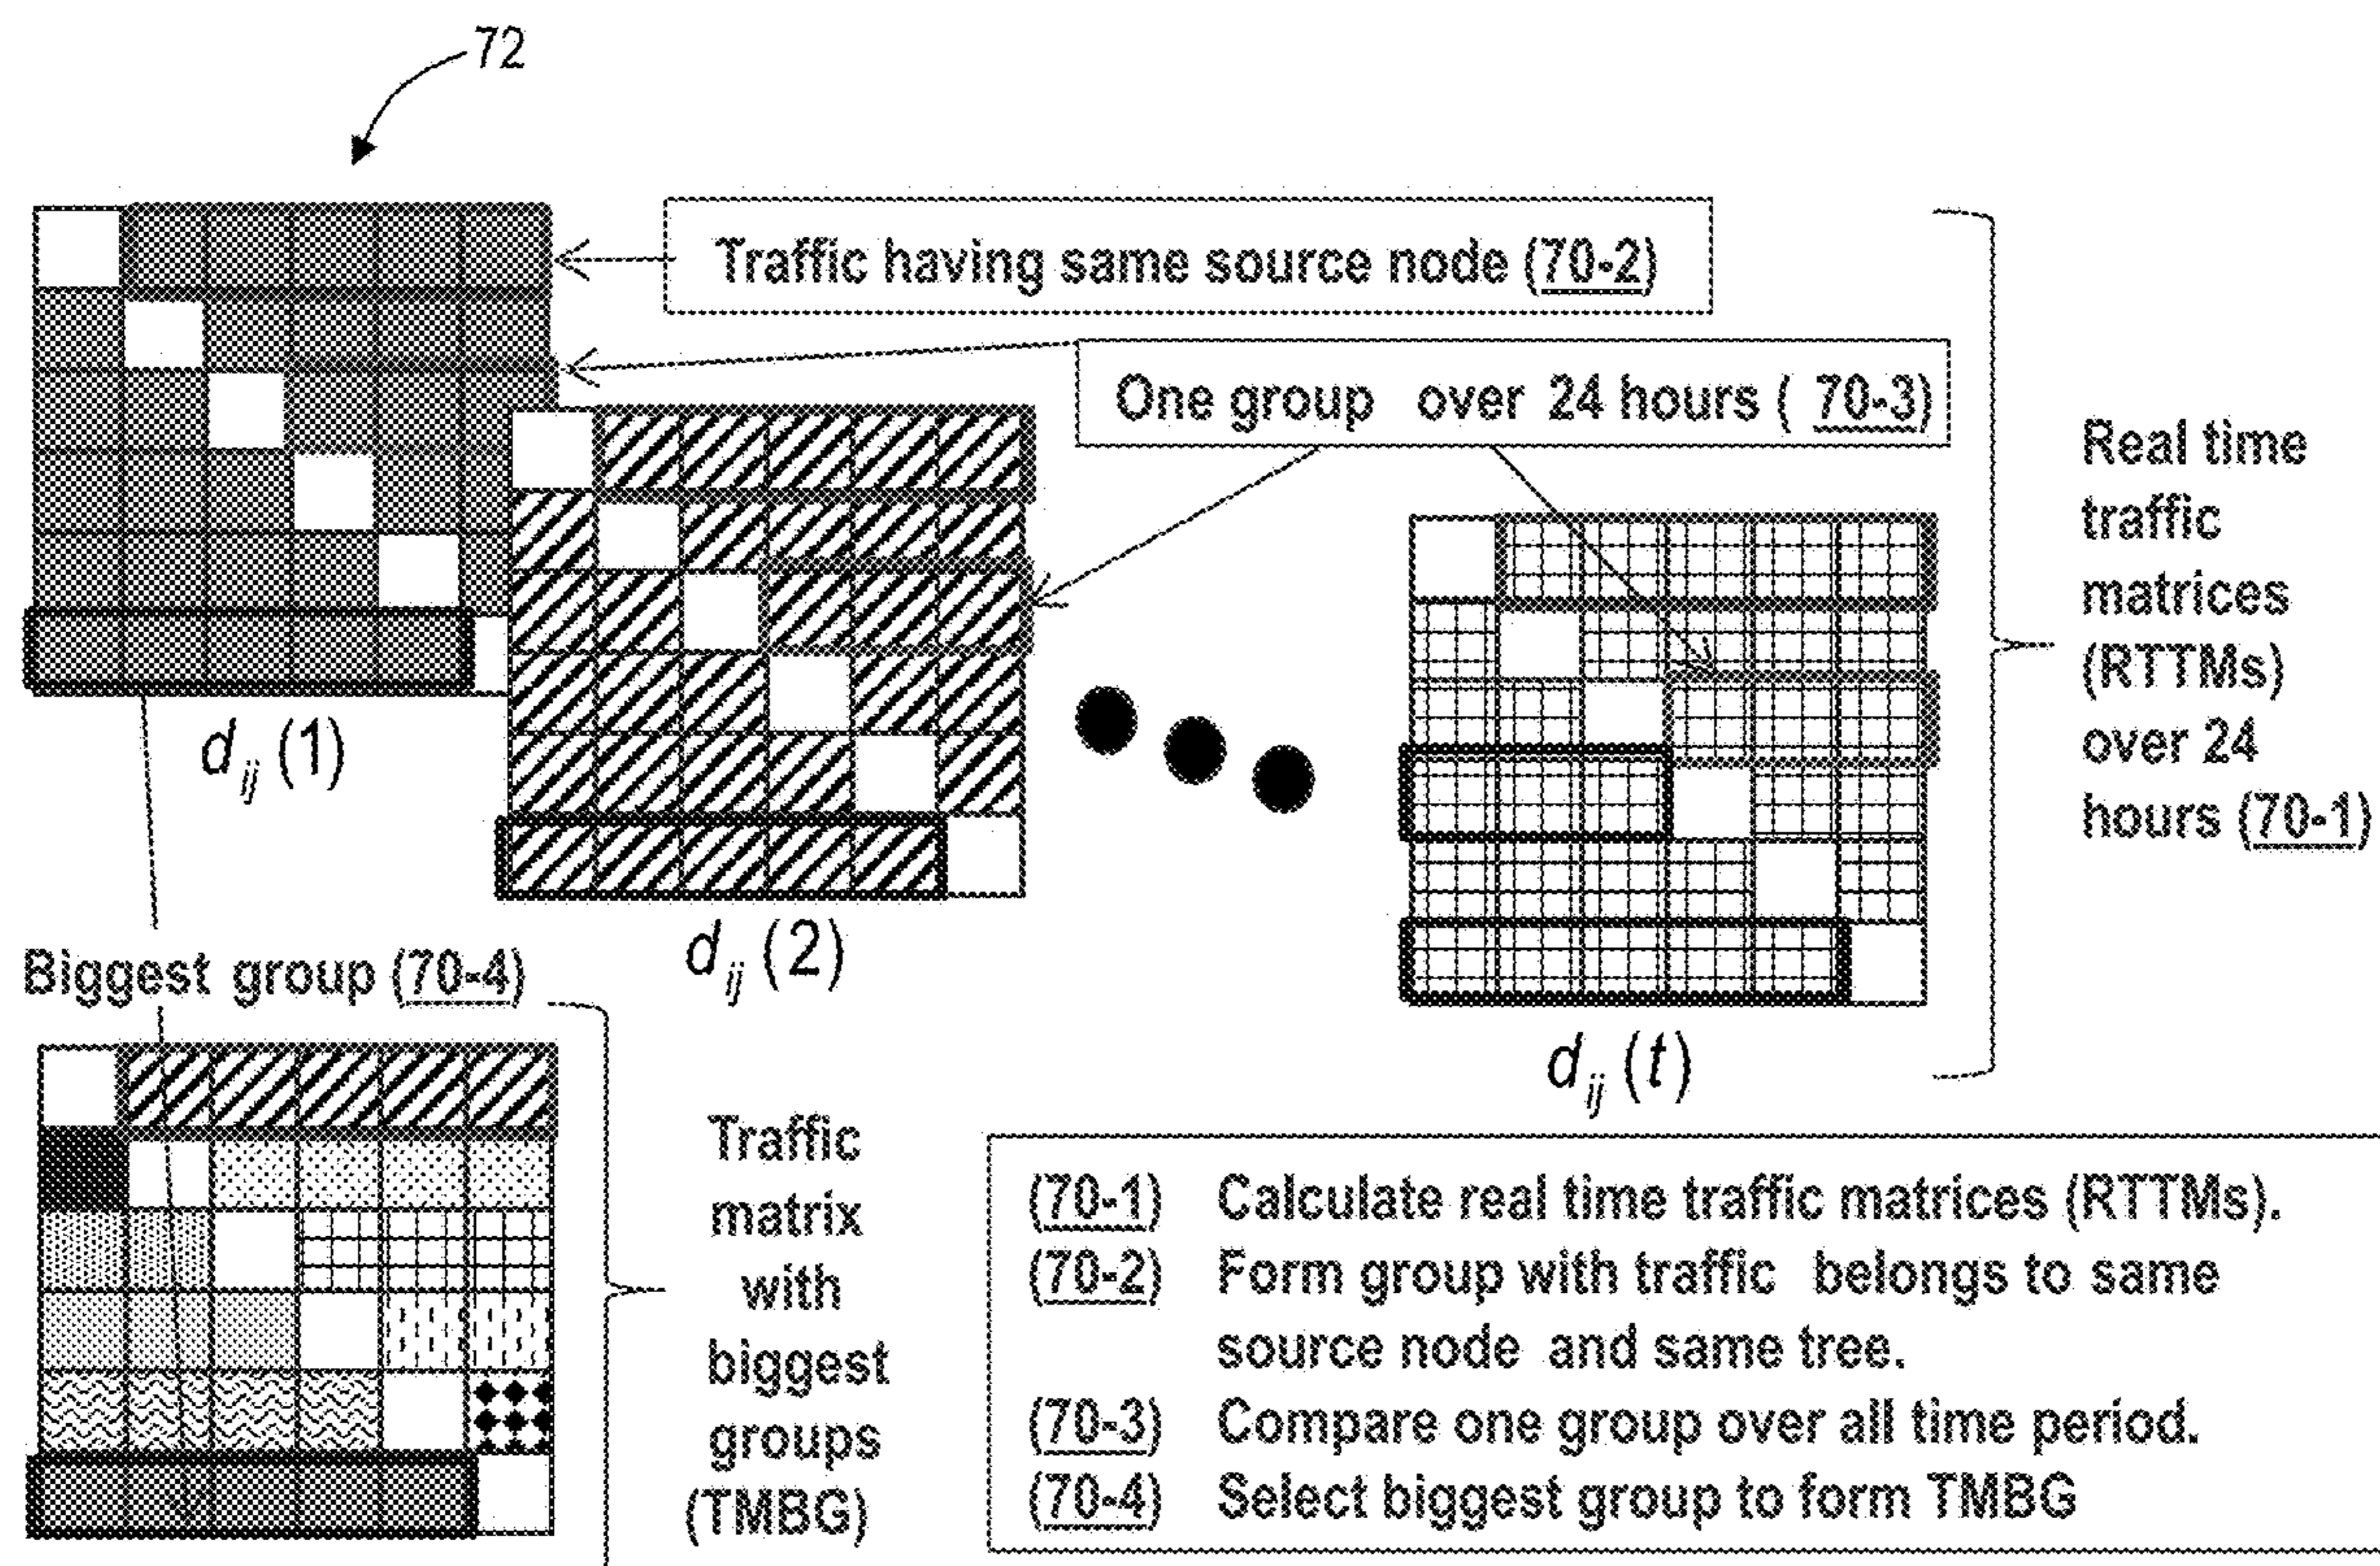 72
Traffic having same source node (70-2)
One group over 24 hours ( 70-3)
Real time
traffic
matrices
(RTTMs)
over 24
hours (70-1)
d ij (1)
d ij (2)
d ij (t)
Biggest group (70-4)
Traffic
matrix
with
biggest
groups
(TMBG)
(70-1) Calculate real time traffic matrices (RTTMs).
(70-2) Form group with traffic belongs to same
source node and same tree.
(70-3) Compare one group over all time period.
(70-4) Select biggest group to form TMBG